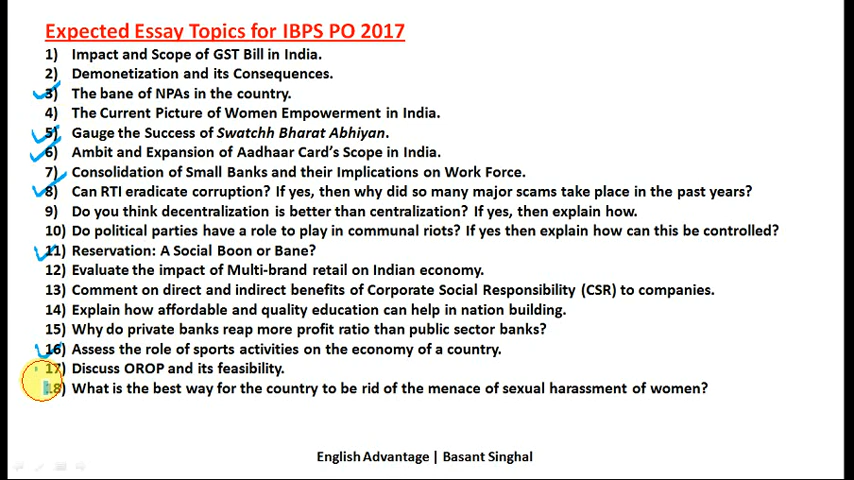 Expected Essay Topics for IBPS PO 2017
1) Impact and Scope of GST Bill in India.
2) Demonetization and its Consequences.
3) The bane of NPAs in the country.
4) The Current Picture of Women Empowerment in India.
5) Gauge the Success of Swatchh Bharat Abhiyan.
6) Ambit and Expansion of Aadhaar Card's Scope in India.
7) Consolidation of Small Banks and their Implications on Work Force.
8) Can RTI eradicate corruption? If yes, then why did so many major scams take place in the past years?
9) Do you think decentralization is better than centralization? If yes, then explain how.
10) Do political parties have a role to play in communal riots? If yes then explain how can this be controlled?
11) Reservation: A Social Boon or Bane?
12) Evaluate the impact of Multi-brand retail on Indian economy.
13) Comment on direct and indirect benefits of Corporate Social Responsibility (CSR) to companies.
14) Explain how affordable and quality education can help in nation building.
15) Why do private banks reap more profit ratio than public sector banks?
16) Assess the role of sports activities on the economy of a country.
17) Discuss OROP and its feasibility.
18) What is the best way for the country to be rid of the menace of sexual harassment of women?
English Advantage | Basant Singhal